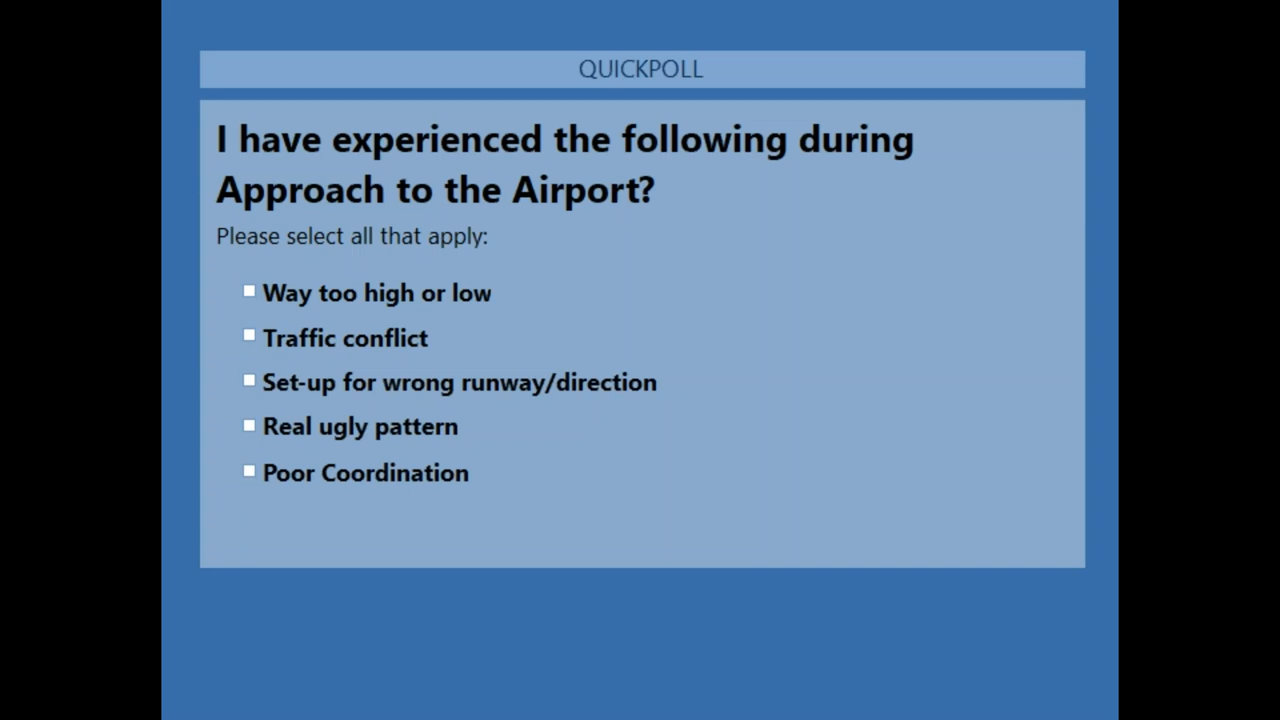 QUICKPOLL
I have experienced the following during
Approach to the Airport?
Please select all that apply:
Way too high or low
Traffic conflict
Set-up for wrong runway/direction
Real ugly pattern
Poor Coordination